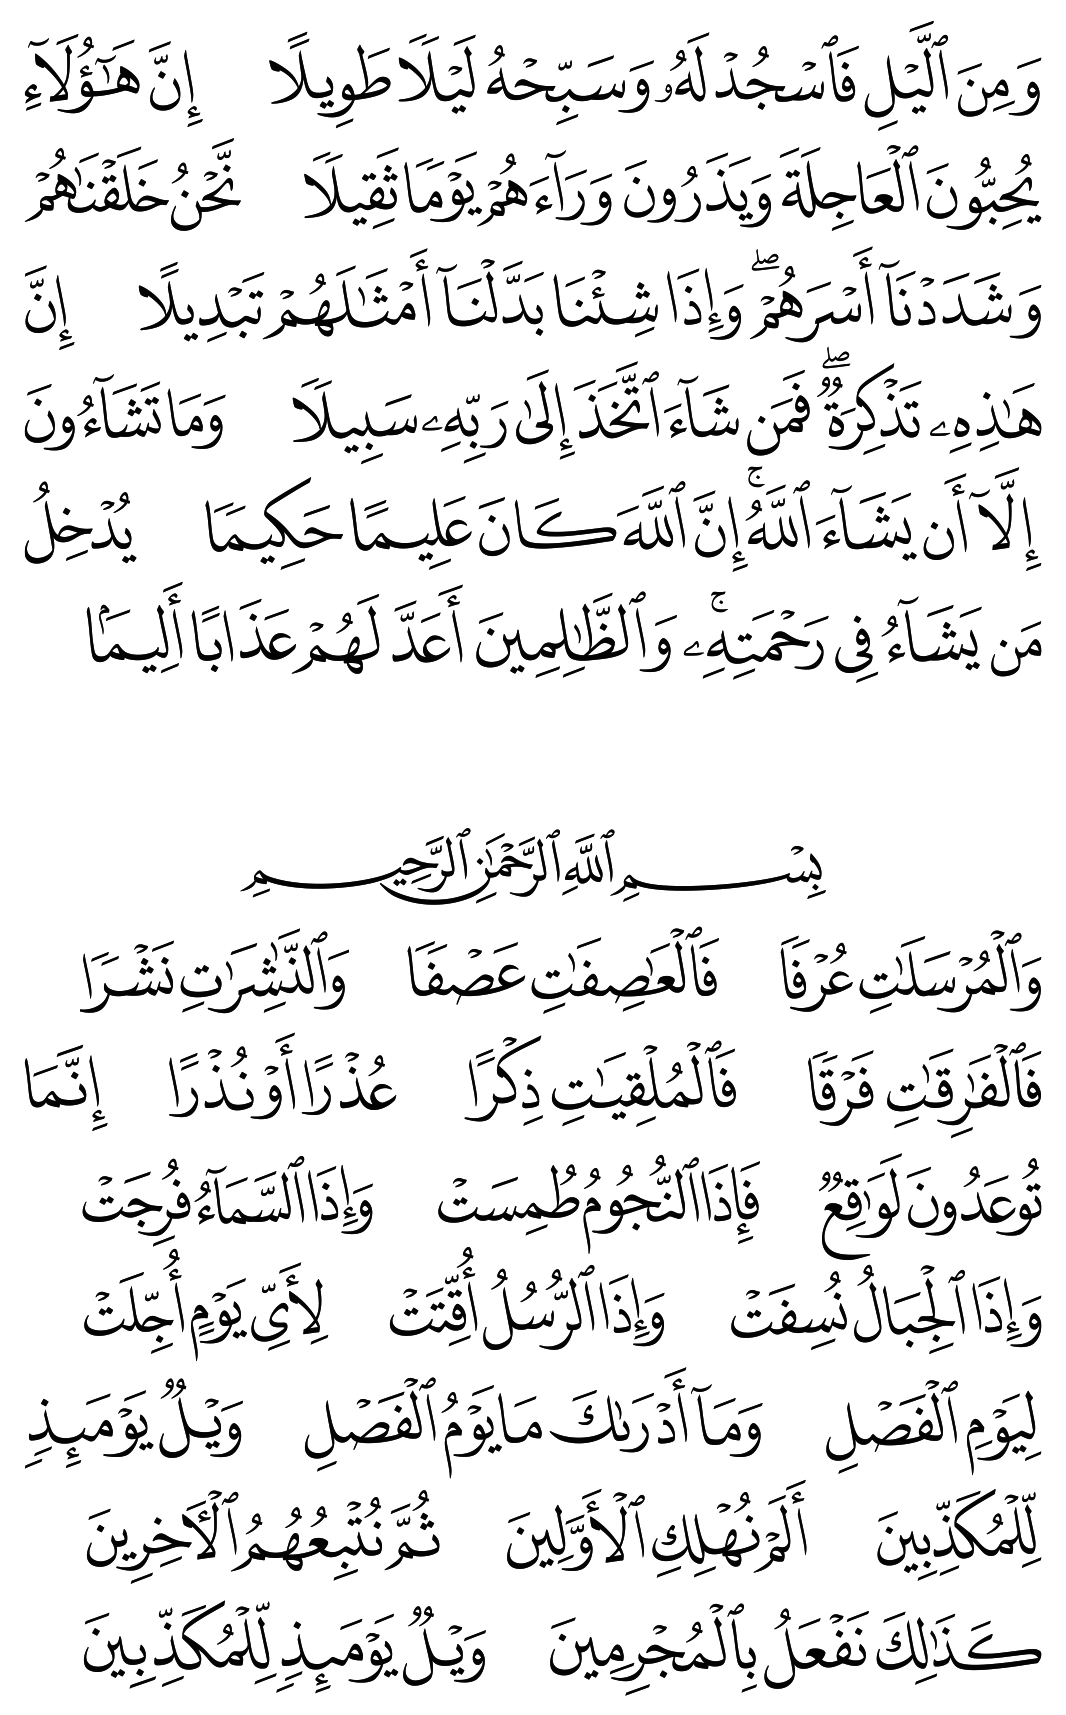 وَمِنَ ٱلَّيْلِ فَٱسْجُدْ لَهُۥ وَسَبِّحْهُ لَيْلًا طَوِيلًا إِنَّ هَٰٓؤُلَآءِ
يُحِبُّونَ ٱلْعَاجِلَةَ وَيَذَرُونَ وَرَآءَهُمْ يَوْمًا ثَقِيلًا نَّحْنُ خَلَقْنَٰهُمْ
وَشَدَدْنَآ أَسْرَهُمْ ۖ وَإِذَا شِئْنَا بَدَّلْنَآ أَمْثَٰلَهُمْ تَبْدِيلًا إِنَّ
هَٰذِهِۦ تَذْكِرَةٌ ۖ فَمَن شَآءَ ٱتَّخَذَ إِلَىٰ رَبِّهِۦ سَبِيلًا وَمَا تَشَآءُونَ
إِلَّآ أَن يَشَآءَ ٱللَّهُ ۚ إِنَّ ٱللَّهَ كَانَ عَلِيمًا حَكِيمًا يُدْخِلُ
مَن يَشَآءُ فِى رَحْمَتِهِۦ ۚ وَٱلظَّٰلِمِينَ أَعَدَّ لَهُمْ عَذَابًا أَلِيمًۢا
بِسْمِ ٱللَّهِ ٱلرَّحْمَٰنِ ٱلرَّحِيمِ
وَٱلْمُرْسَلَٰتِ عُرْفًا فَٱلْعَٰصِفَٰتِ عَصْفًا وَٱلنَّٰشِرَٰتِ نَشْرًا
فَٱلْفَٰرِقَٰتِ فَرْقًا فَٱلْمُلْقِيَٰتِ ذِكْرًا عُذْرًا أَوْ نُذْرًا إِنَّمَا
تُوعَدُونَ لَوَٰقِعٌ فَإِذَا ٱلنُّجُومُ طُمِسَتْ وَإِذَا ٱلسَّمَآءُ فُرِجَتْ
وَإِذَا ٱلْجِبَالُ نُسِفَتْ وَإِذَا ٱلرُّسُلُ أُقِّتَتْ لِأَىِّ يَوْمٍ أُجِّلَتْ
لِيَوْمِ ٱلْفَصْلِ وَمَآ أَدْرَىٰكَ مَا يَوْمُ ٱلْفَصْلِ وَيْلٌ يَوْمَئِذٍ
لِّلْمُكَذِّبِينَ أَلَمْ نُهْلِكِ ٱلْأَوَّلِينَ ثُمَّ نُتْبِعُهُمُ ٱلْـَٔاخِرِينَ
كَذَٰلِكَ نَفْعَلُ بِٱلْمُجْرِمِينَ وَيْلٌ يَوْمَئِذٍ لِّلْمُكَذِّبِينَ